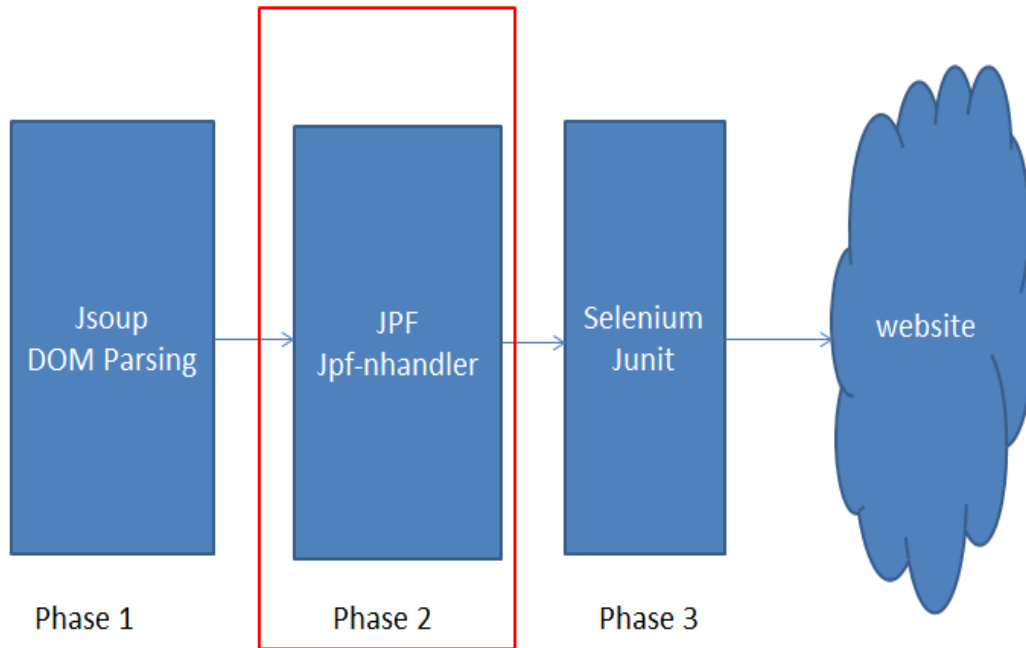 Jsoup
DOM Parsing
JPF
Jpf-nhandler
Selenium
Junit
website
Phase 1
Phase 2
Phase 3